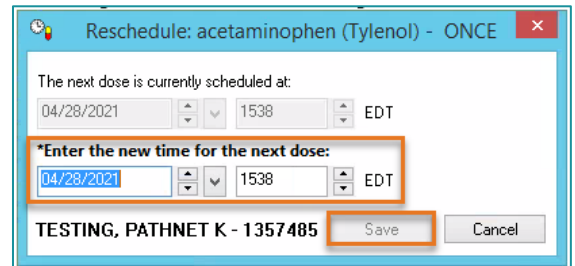 Reschedule: acetaminophen (Tylenol) - ONCE
The next dose is currently scheduled at:
04/28/2021 1538 EDT
*Enter the new time for the next dose:
04/28/2021 1538 EDT
TESTING, PATHNET K - 1357485 Save Cancel